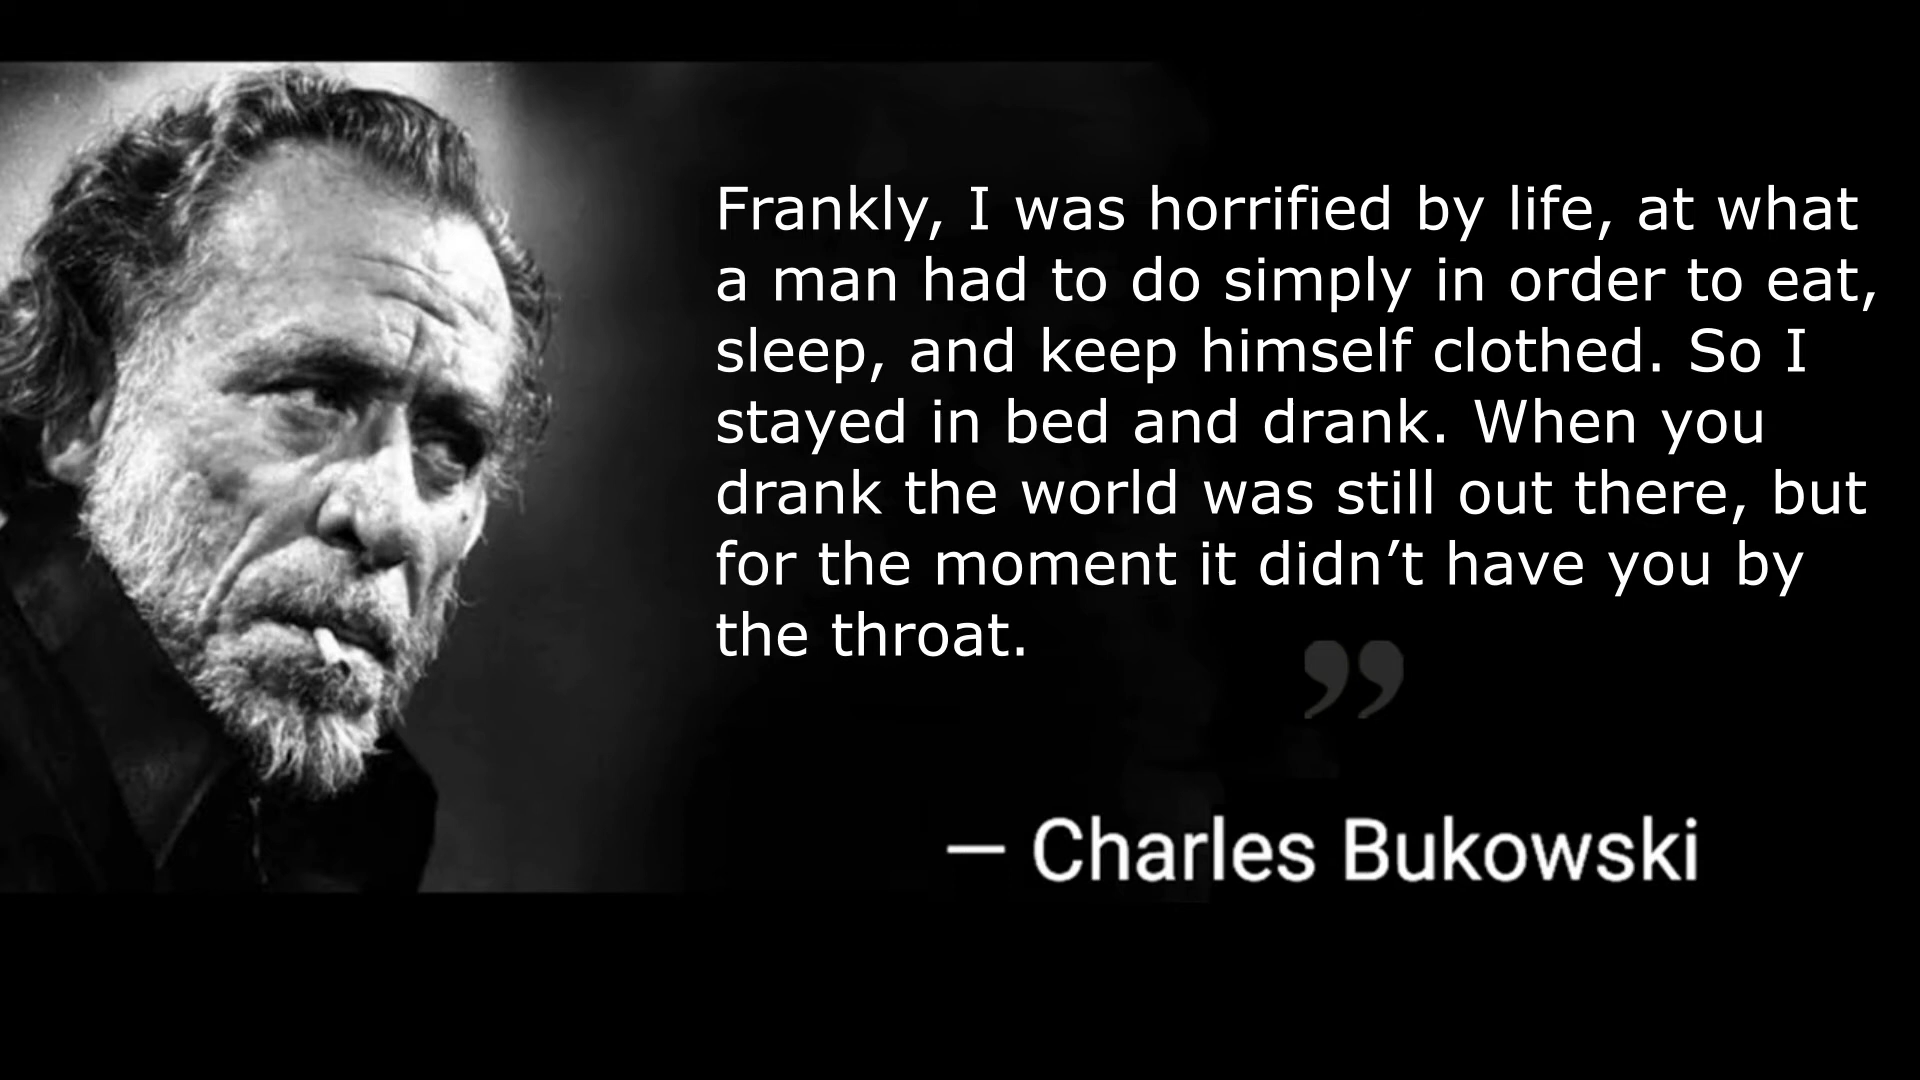 Frankly, I was horrified by life, at what
a man had to do simply in order to eat,
sleep, and keep himself clothed. So I
stayed in bed and drank. When you
drank the world was still out there, but
for the moment it didn’t have you by
the throat.
”
— Charles Bukowski